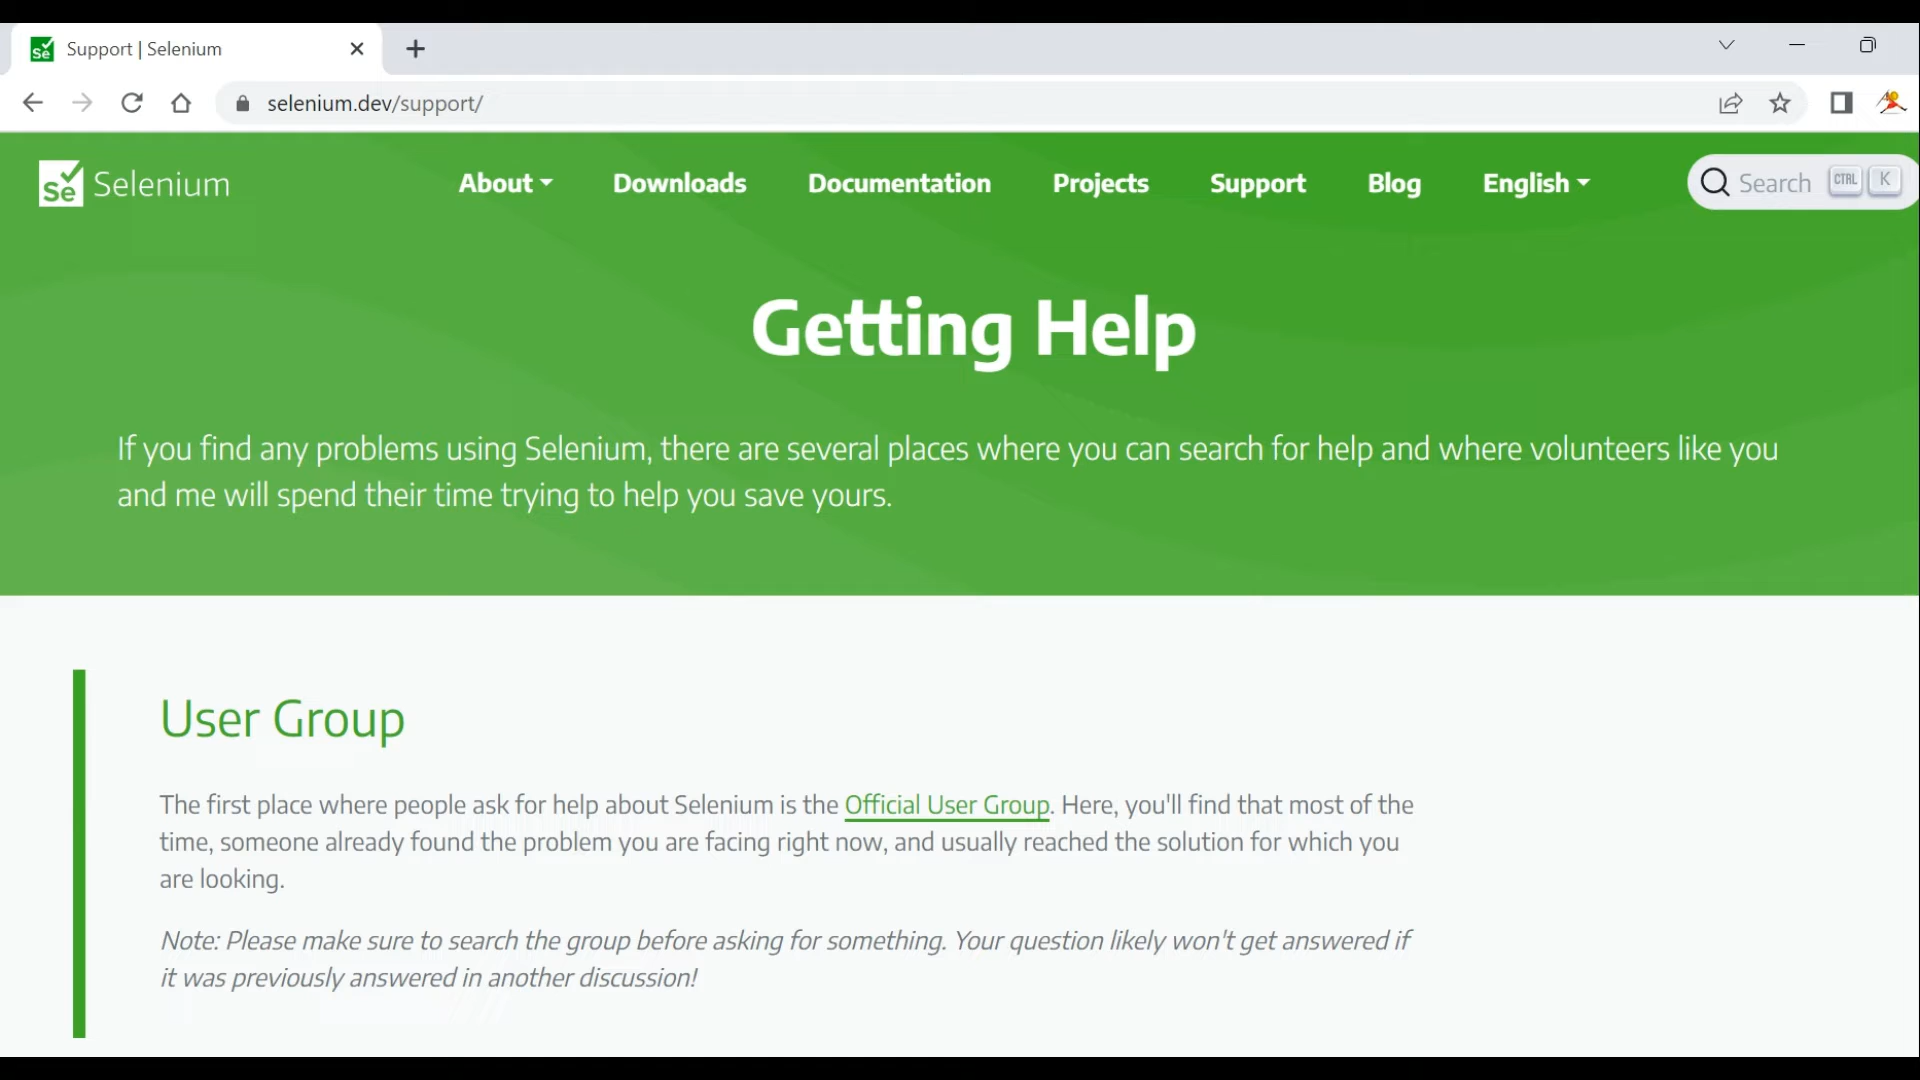 Se Support | Selenium
selenium.dev/support/
Se Selenium About Downloads Documentation Projects Support Blog English Search CTRL K
Getting Help
If you find any problems using Selenium, there are several places where you can search for help and where volunteers like you
and me will spend their time trying to help you save yours.
User Group
The first place where people ask for help about Selenium is the Official User Group. Here, you'll find that most of the
time, someone already found the problem you are facing right now, and usually reached the solution for which you
are looking.
Note: Please make sure to search the group before asking for something. Your question likely won't get answered if
it was previously answered in another discussion!